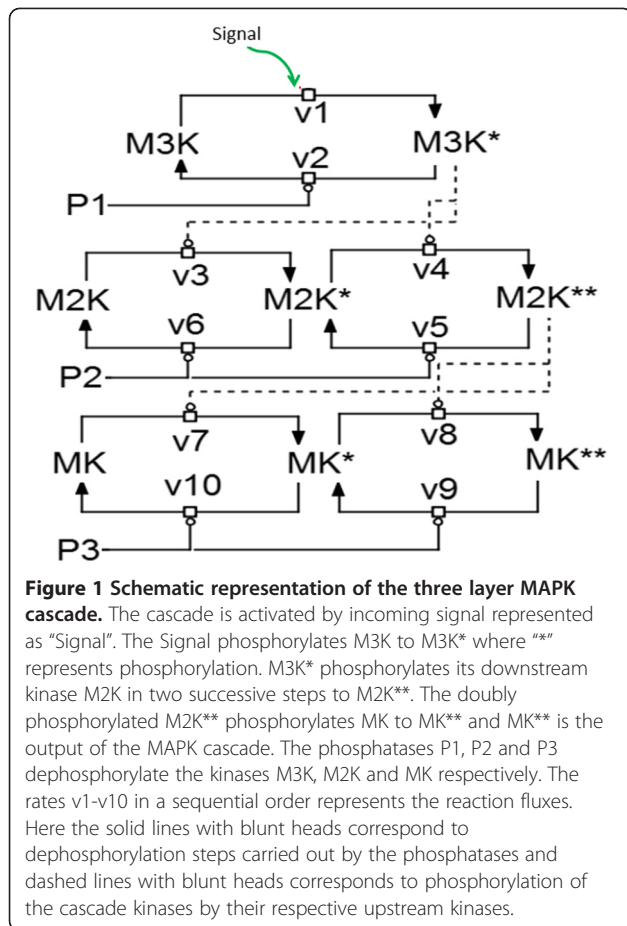 Signal
v1
M3K
M3K*
v2
P1
v3
v4
M2K
M2K*
M2K**
v6
v5
P2
v7
v8
MK
MK*
MK**
v10
v9
P3
Figure 1 Schematic representation of the three layer MAPK
cascade. The cascade is activated by incoming signal represented
as “Signal”. The Signal phosphorylates M3K to M3K* where “*”
represents phosphorylation. M3K* phosphorylates its downstream
kinase M2K in two successive steps to M2K**. The doubly
phosphorylated M2K** phosphorylates MK to MK** and MK** is the
output of the MAPK cascade. The phosphatases P1, P2 and P3
dephosphorylate the kinases M3K, M2K and MK respectively. The
rates v1-v10 in a sequential order represents the reaction fluxes.
Here the solid lines with blunt heads correspond to
dephosphorylation steps carried out by the phosphatases and
dashed lines with blunt heads corresponds to phosphorylation of
the cascade kinases by their respective upstream kinases.